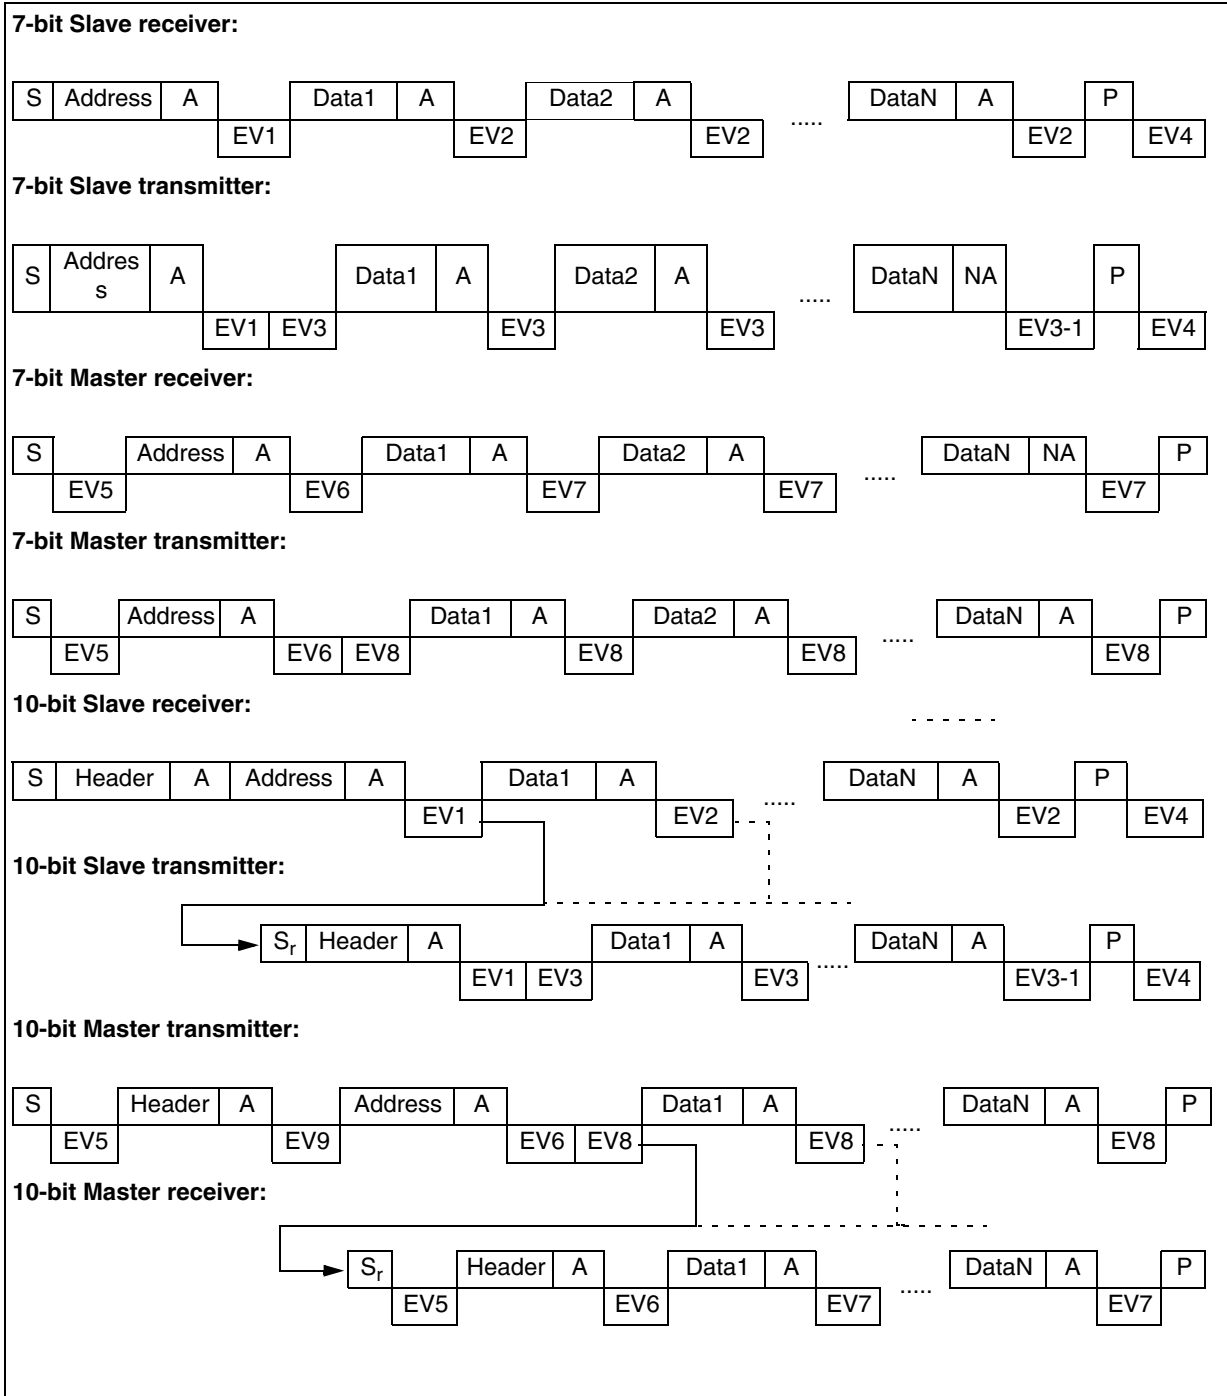 7-bit Slave receiver:
S Address A Data1 A Data2 A ..... DataN A P
EV1 EV2 EV2 EV2 EV4
7-bit Slave transmitter:
S Addres
s A Data1 A Data2 A ..... DataN NA P
EV1 EV3 EV3 EV3 EV3-1 EV4
7-bit Master receiver:
S Address A Data1 A Data2 A ..... DataN NA P
EV5 EV6 EV7 EV7 EV7
7-bit Master transmitter:
S Address A Data1 A Data2 A ..... DataN A P
EV5 EV6 EV8 EV8 EV8 EV8
10-bit Slave receiver:
S Header A Address A Data1 A ..... DataN A P
EV1 EV2 EV2 EV4
10-bit Slave transmitter:
Sr Header A Data1 A ..... DataN A P
EV1 EV3 EV3 EV3-1 EV4
10-bit Master transmitter:
S Header A Address A Data1 A ..... DataN A P
EV5 EV9 EV6 EV8 EV8 EV8
10-bit Master receiver:
Sr Header A Data1 A ..... DataN A P
EV5 EV6 EV7 EV7